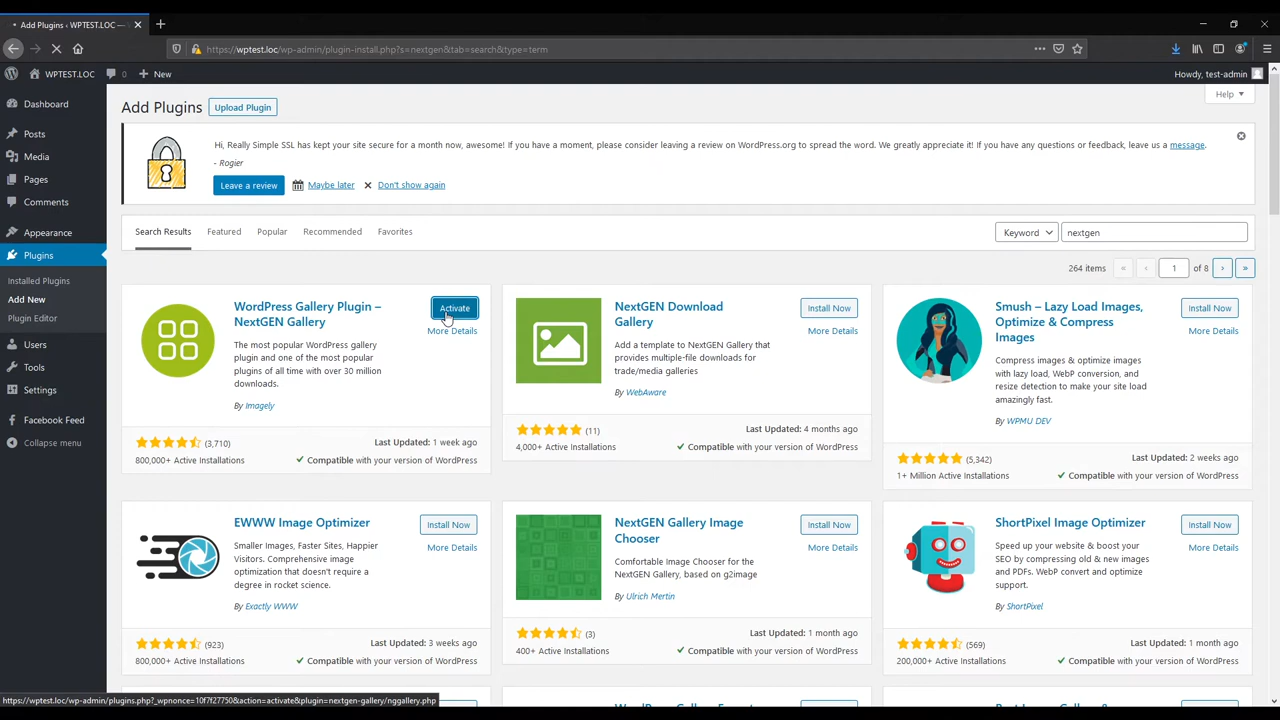 Add Plugins ‹ WPTEST.LOC —
https://wptest.loc/wp-admin/plugin-install.php?s=nextgen&tab=search&type=term
WPTEST.LOC
0
New
Howdy, test-admin
Help
Dashboard
Posts
Media
Pages
Comments
Appearance
Plugins
Installed Plugins
Add New
Plugin Editor
Users
Tools
Settings
Facebook Feed
Collapse menu
Add Plugins
Upload Plugin
Hi, Really Simple SSL has kept your site secure for a month now, awesome! If you have a moment, please consider leaving a review on WordPress.org to spread the word. We greatly appreciate it! If you have any questions or feedback, leave us a message.
- Rogier
Leave a review
Maybe later
Don't show again
Search Results
Featured
Popular
Recommended
Favorites
Keyword
nextgen
264 items
«
‹
1
of 8
›
»
WordPress Gallery Plugin –
NextGEN Gallery
Activate
More Details
The most popular WordPress gallery
plugin and one of the most popular
plugins of all time with over 30 million
downloads.
By Imagely
(3,710)
Last Updated: 1 week ago
800,000+ Active Installations
Compatible with your version of WordPress
NextGEN Download
Gallery
Install Now
More Details
Add a template to NextGEN Gallery that
provides multiple-file downloads for
trade/media galleries
By WebAware
(11)
Last Updated: 4 months ago
4,000+ Active Installations
Compatible with your version of WordPress
Smush – Lazy Load Images,
Optimize & Compress
Images
Install Now
More Details
Compress images & optimize images
with lazy load, WebP conversion, and
resize detection to make your site load
amazingly fast.
By WPMU DEV
(5,342)
Last Updated: 2 weeks ago
1+ Million Active Installations
Compatible with your version of WordPress
EWWW Image Optimizer
Install Now
More Details
Smaller Images, Faster Sites, Happier
Visitors. Comprehensive image
optimization that doesn't require a
degree in rocket science.
By Exactly WWW
(923)
Last Updated: 3 weeks ago
800,000+ Active Installations
Compatible with your version of WordPress
NextGEN Gallery Image
Chooser
Install Now
More Details
Comfortable Image Chooser for the
NextGEN Gallery, based on g2image
By Ulrich Mertin
(3)
Last Updated: 1 month ago
400+ Active Installations
Compatible with your version of WordPress
ShortPixel Image Optimizer
Install Now
More Details
Speed up your website & boost your
SEO by compressing old & new images
and PDFs. WebP convert and optimize
support.
By ShortPixel
(569)
Last Updated: 1 month ago
200,000+ Active Installations
Compatible with your version of WordPress
https://wptest.loc/wp-admin/plugins.php?_wpnonce=10f7f27750&action=activate&plugin=nextgen-gallery/nggallery.php